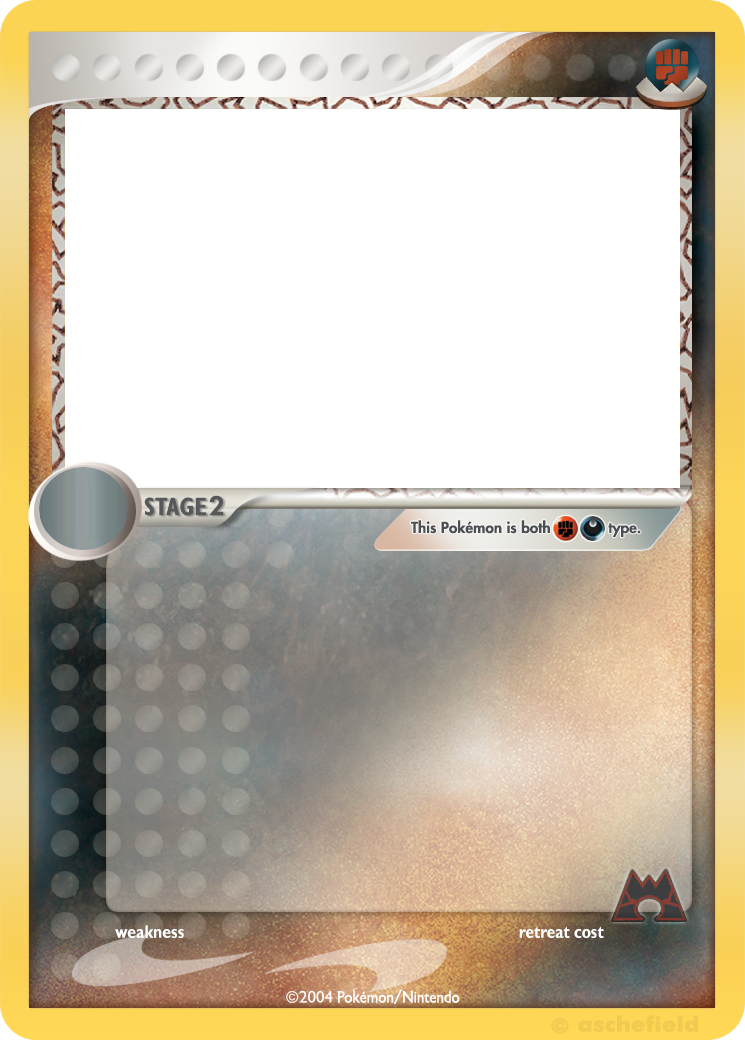 STAGE2
This Pokémon is both type.
weakness
retreat cost
©2004 Pokémon/Nintendo
© aschefield